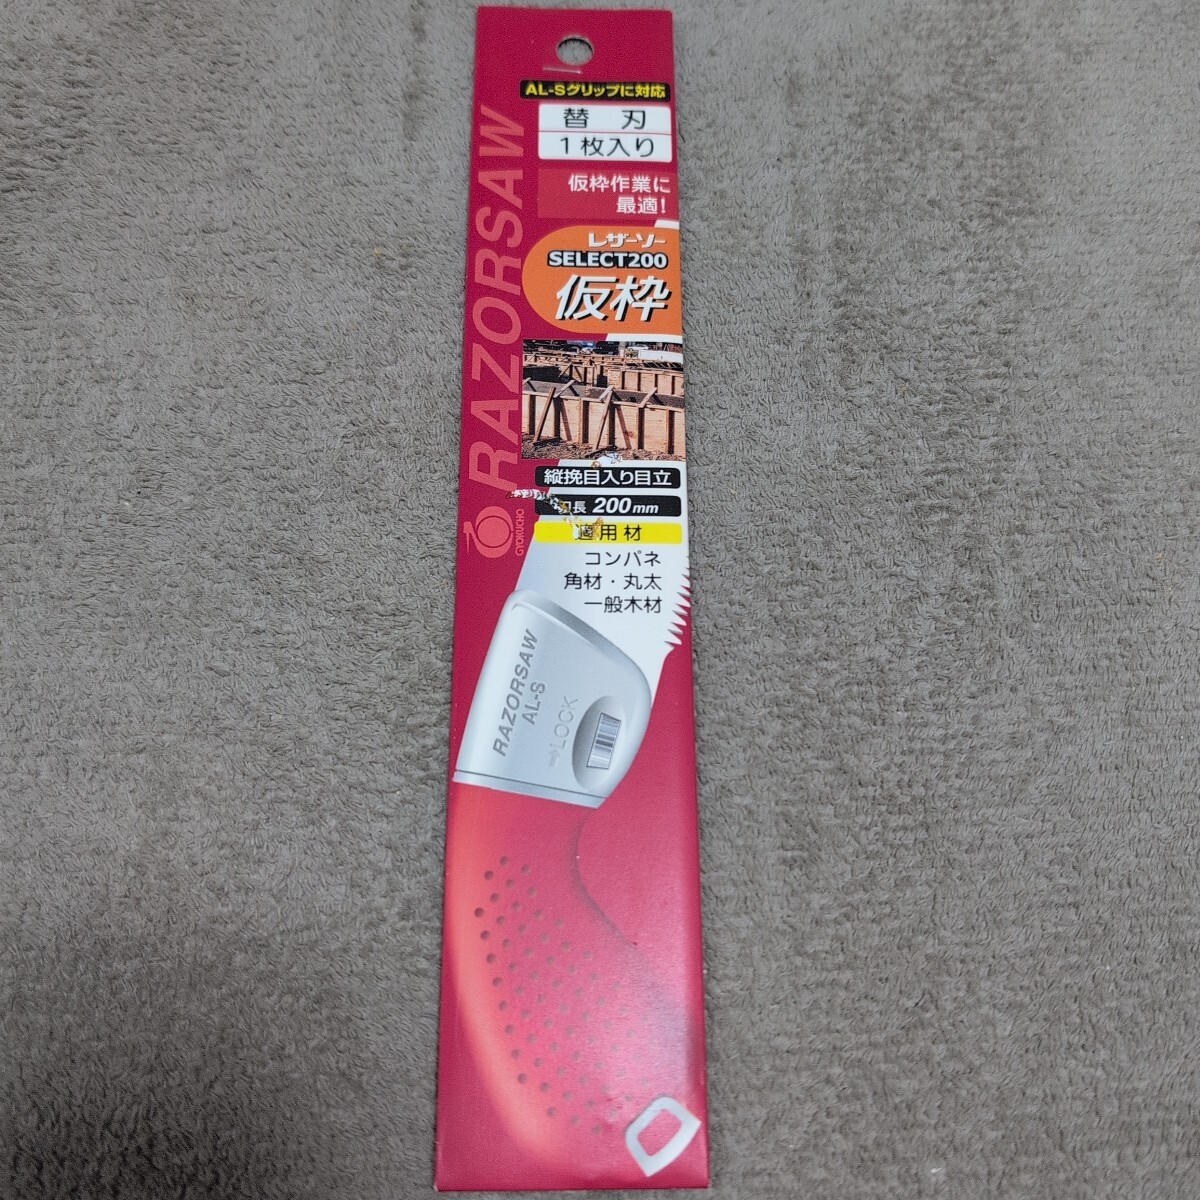 AL-Sグリップに対応
替 刃
1枚入り
仮枠作業に
最適!
RAZORSAW
レザーソー
SELECT200
仮枠
縦挽目入り目立
刃長 200mm
適用材
コンパネ
角材・丸太
一般木材
GYOKUCHO
RAZORSAW
AL-S
→LOCK